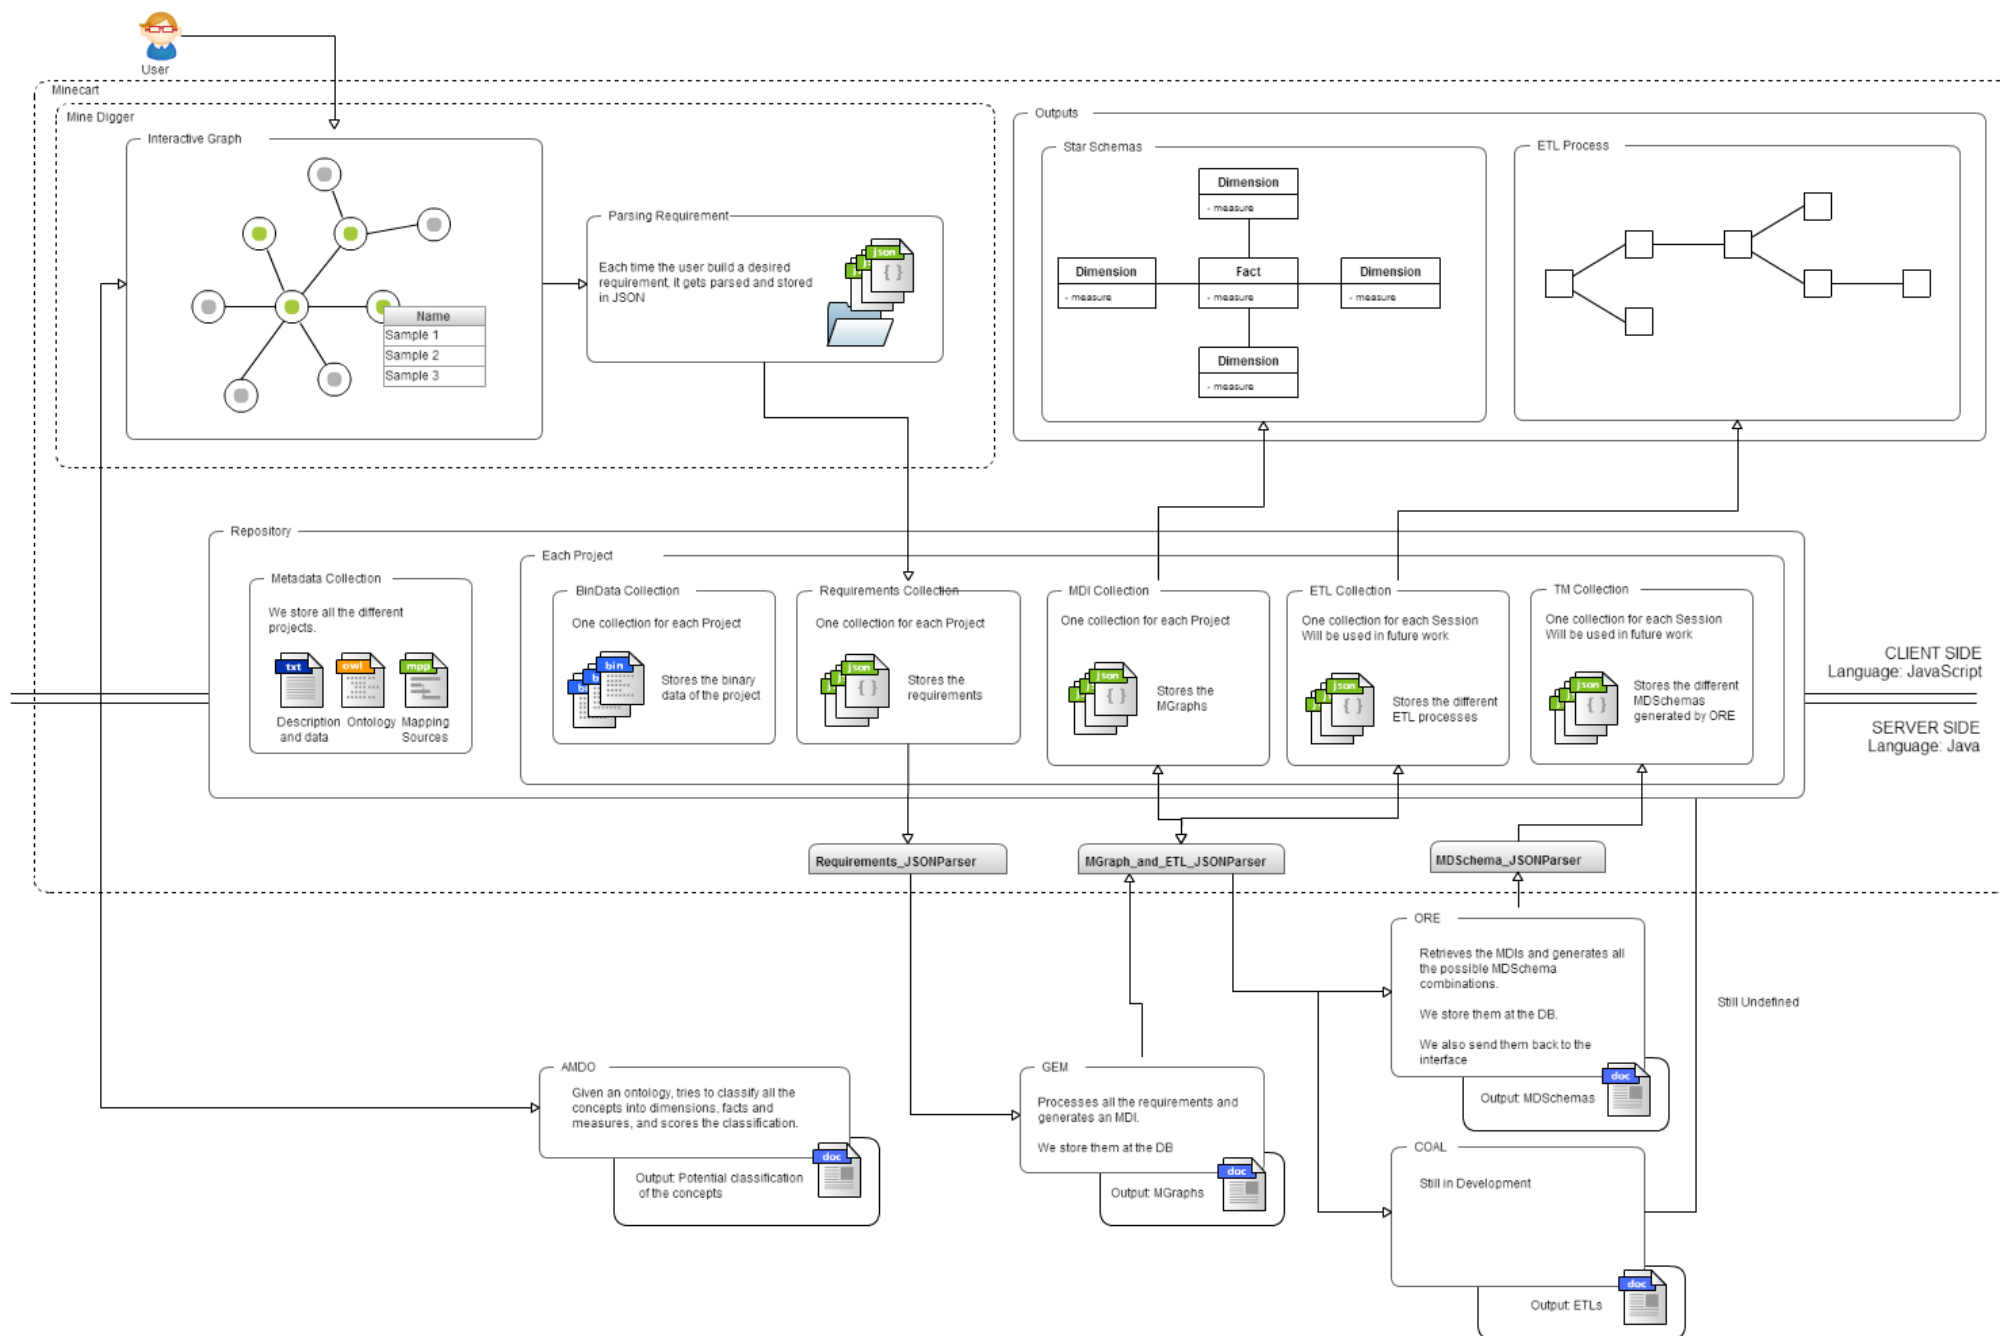 User
Minecart
Mine Digger
Interactive Graph
Name
Sample 1
Sample 2
Sample 3
Parsing Requirement
Each time the user build a desired
requirement, it gets parsed and stored
in JSON
json
{ }
Outputs
Star Schemas
Dimension
- measure
Dimension
- measure
Fact
- measure
Dimension
- measure
Dimension
- measure
ETL Process
Repository
Metadata Collection
We store all the different
projects.
txt
owl
mpp
Description
and data
Ontology
Mapping
Sources
Each Project
BinData Collection
One collection for each Project
bin
Stores the binary
data of the project
Requirements Collection
One collection for each Project
json
{ }
Stores the
requirements
MDI Collection
One collection for each Project
json
{ }
Stores the
MGraphs
ETL Collection
One collection for each Session
Will be used in future work
json
{ }
Stores the different
ETL processes
TM Collection
One collection for each Session
Will be used in future work
json
{ }
Stores the different
MDSchemas
generated by ORE
CLIENT SIDE
Language: JavaScript
SERVER SIDE
Language: Java
Requirements_JSONParser
MGraph_and_ETL_JSONParser
MDSchema_JSONParser
ORE
Retrieves the MDIs and generates all
the possible MDSchema
combinations.
We store them at the DB.
We also send them back to the
interface
doc
Output: MDSchemas
Still Undefined
AMDO
Given an ontology, tries to classify all the
concepts into dimensions, facts and
measures, and scores the classification.
doc
Output: Potential classification
of the concepts
GEM
Processes all the requirements and
generates an MDI.
We store them at the DB
doc
Output: MGraphs
COAL
Still in Development
doc
Output: ETLs